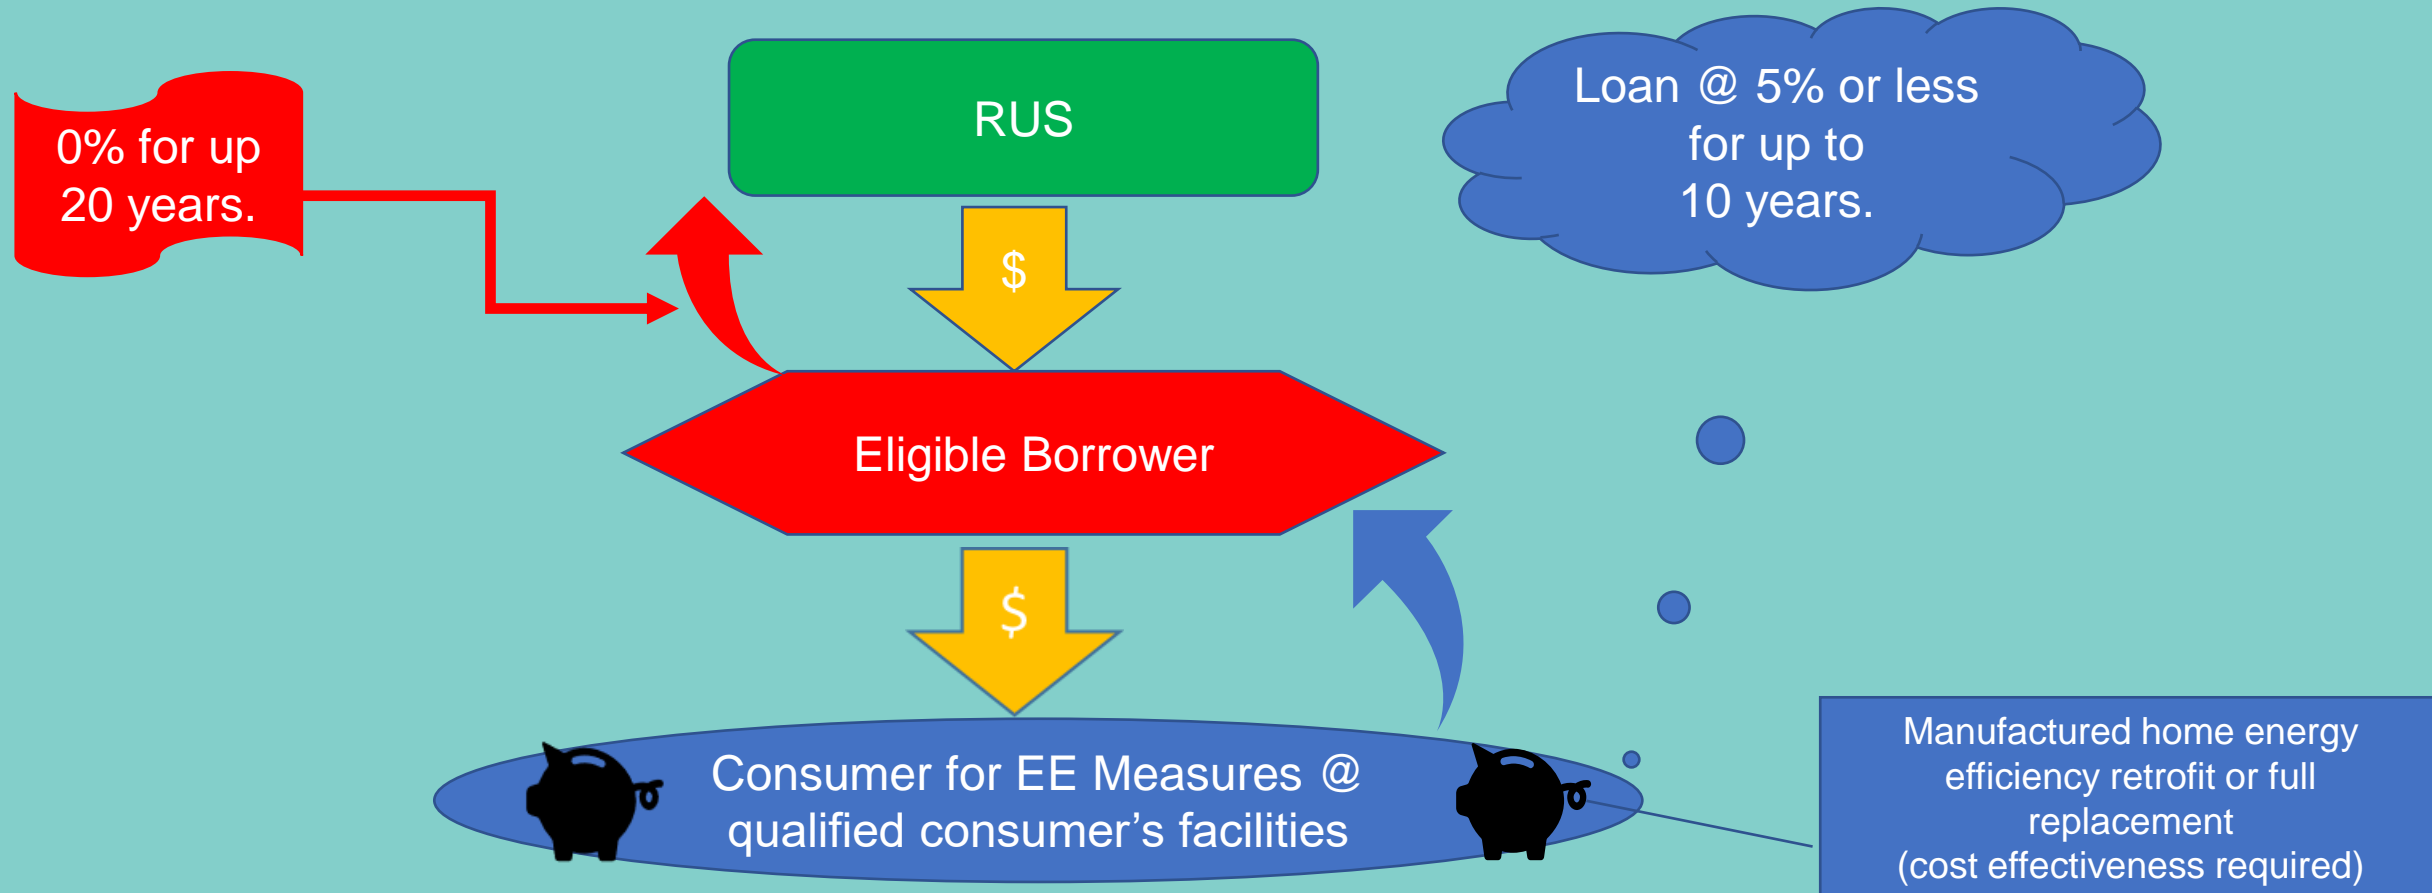 0% for up
20 years.
RUS
Loan @ 5% or less
for up to
10 years.
$
Eligible Borrower
$
Consumer for EE Measures @
qualified consumer’s facilities
Manufactured home energy
efficiency retrofit or full
replacement
(cost effectiveness required)